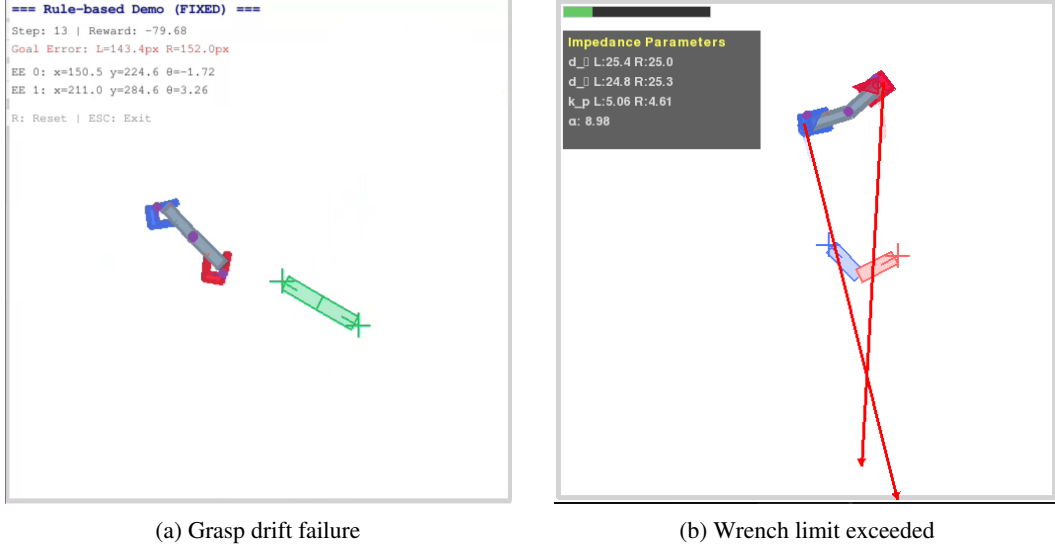 === Rule-based Demo (FIXED) ===
Step: 13 | Reward: -79.68
Goal Error: L=143.4px R=152.0px
EE 0: x=150.5 y=224.6 θ=-1.72
EE 1: x=211.0 y=284.6 θ=3.26
R: Reset | ESC: Exit
Impedance Parameters
d_▯ L:25.4 R:25.0
d_▯ L:24.8 R:25.3
k_p L:5.06 R:4.61
α: 8.98
(a) Grasp drift failure
(b) Wrench limit exceeded